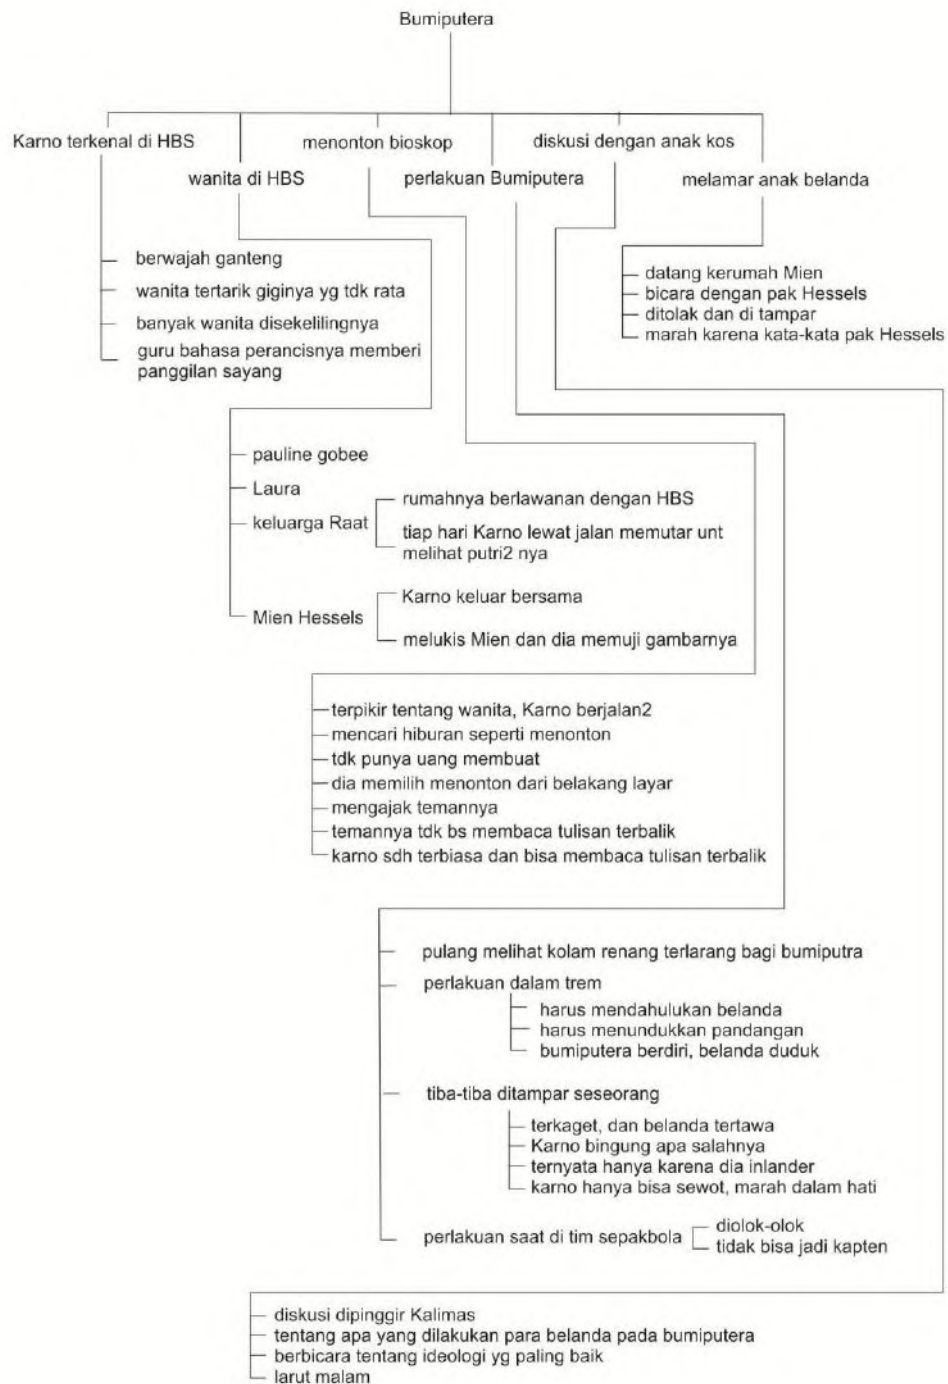 Bumiputera
Karno terkenal di HBS
wanita di HBS
menonton bioskop
perlakuan Bumiputera
diskusi dengan anak kos
melamar anak belanda
berwajah ganteng
wanita tertarik giginya yg tdk rata
banyak wanita disekelilingnya
guru bahasa perancisnya memberi
panggilan sayang
datang kerumah Mien
bicara dengan pak Hessels
ditolak dan di tampar
marah karena kata-kata pak Hessels
pauline gobee
Laura
keluarga Raat
rumahnya berlawanan dengan HBS
tiap hari Karno lewat jalan memutar unt
melihat putri2 nya
Mien Hessels
Karno keluar bersama
melukis Mien dan dia memuji gambarnya
terpikir tentang wanita, Karno berjalan2
mencari hiburan seperti menonton
tdk punya uang membuat
dia memilih menonton dari belakang layar
mengajak temannya
temannya tdk bs membaca tulisan terbalik
karno sdh terbiasa dan bisa membaca tulisan terbalik
pulang melihat kolam renang terlarang bagi bumiputra
perlakuan dalam trem
harus mendahulukan belanda
harus menundukkan pandangan
bumiputera berdiri, belanda duduk
tiba-tiba ditampar seseorang
terkaget, dan belanda tertawa
Karno bingung apa salahnya
ternyata hanya karena dia inlander
karno hanya bisa sewot, marah dalam hati
perlakuan saat di tim sepakbola
diolok-olok
tidak bisa jadi kapten
diskusi dipinggir Kalimas
tentang apa yang dilakukan para belanda pada bumiputera
berbicara tentang ideologi yg paling baik
larut malam